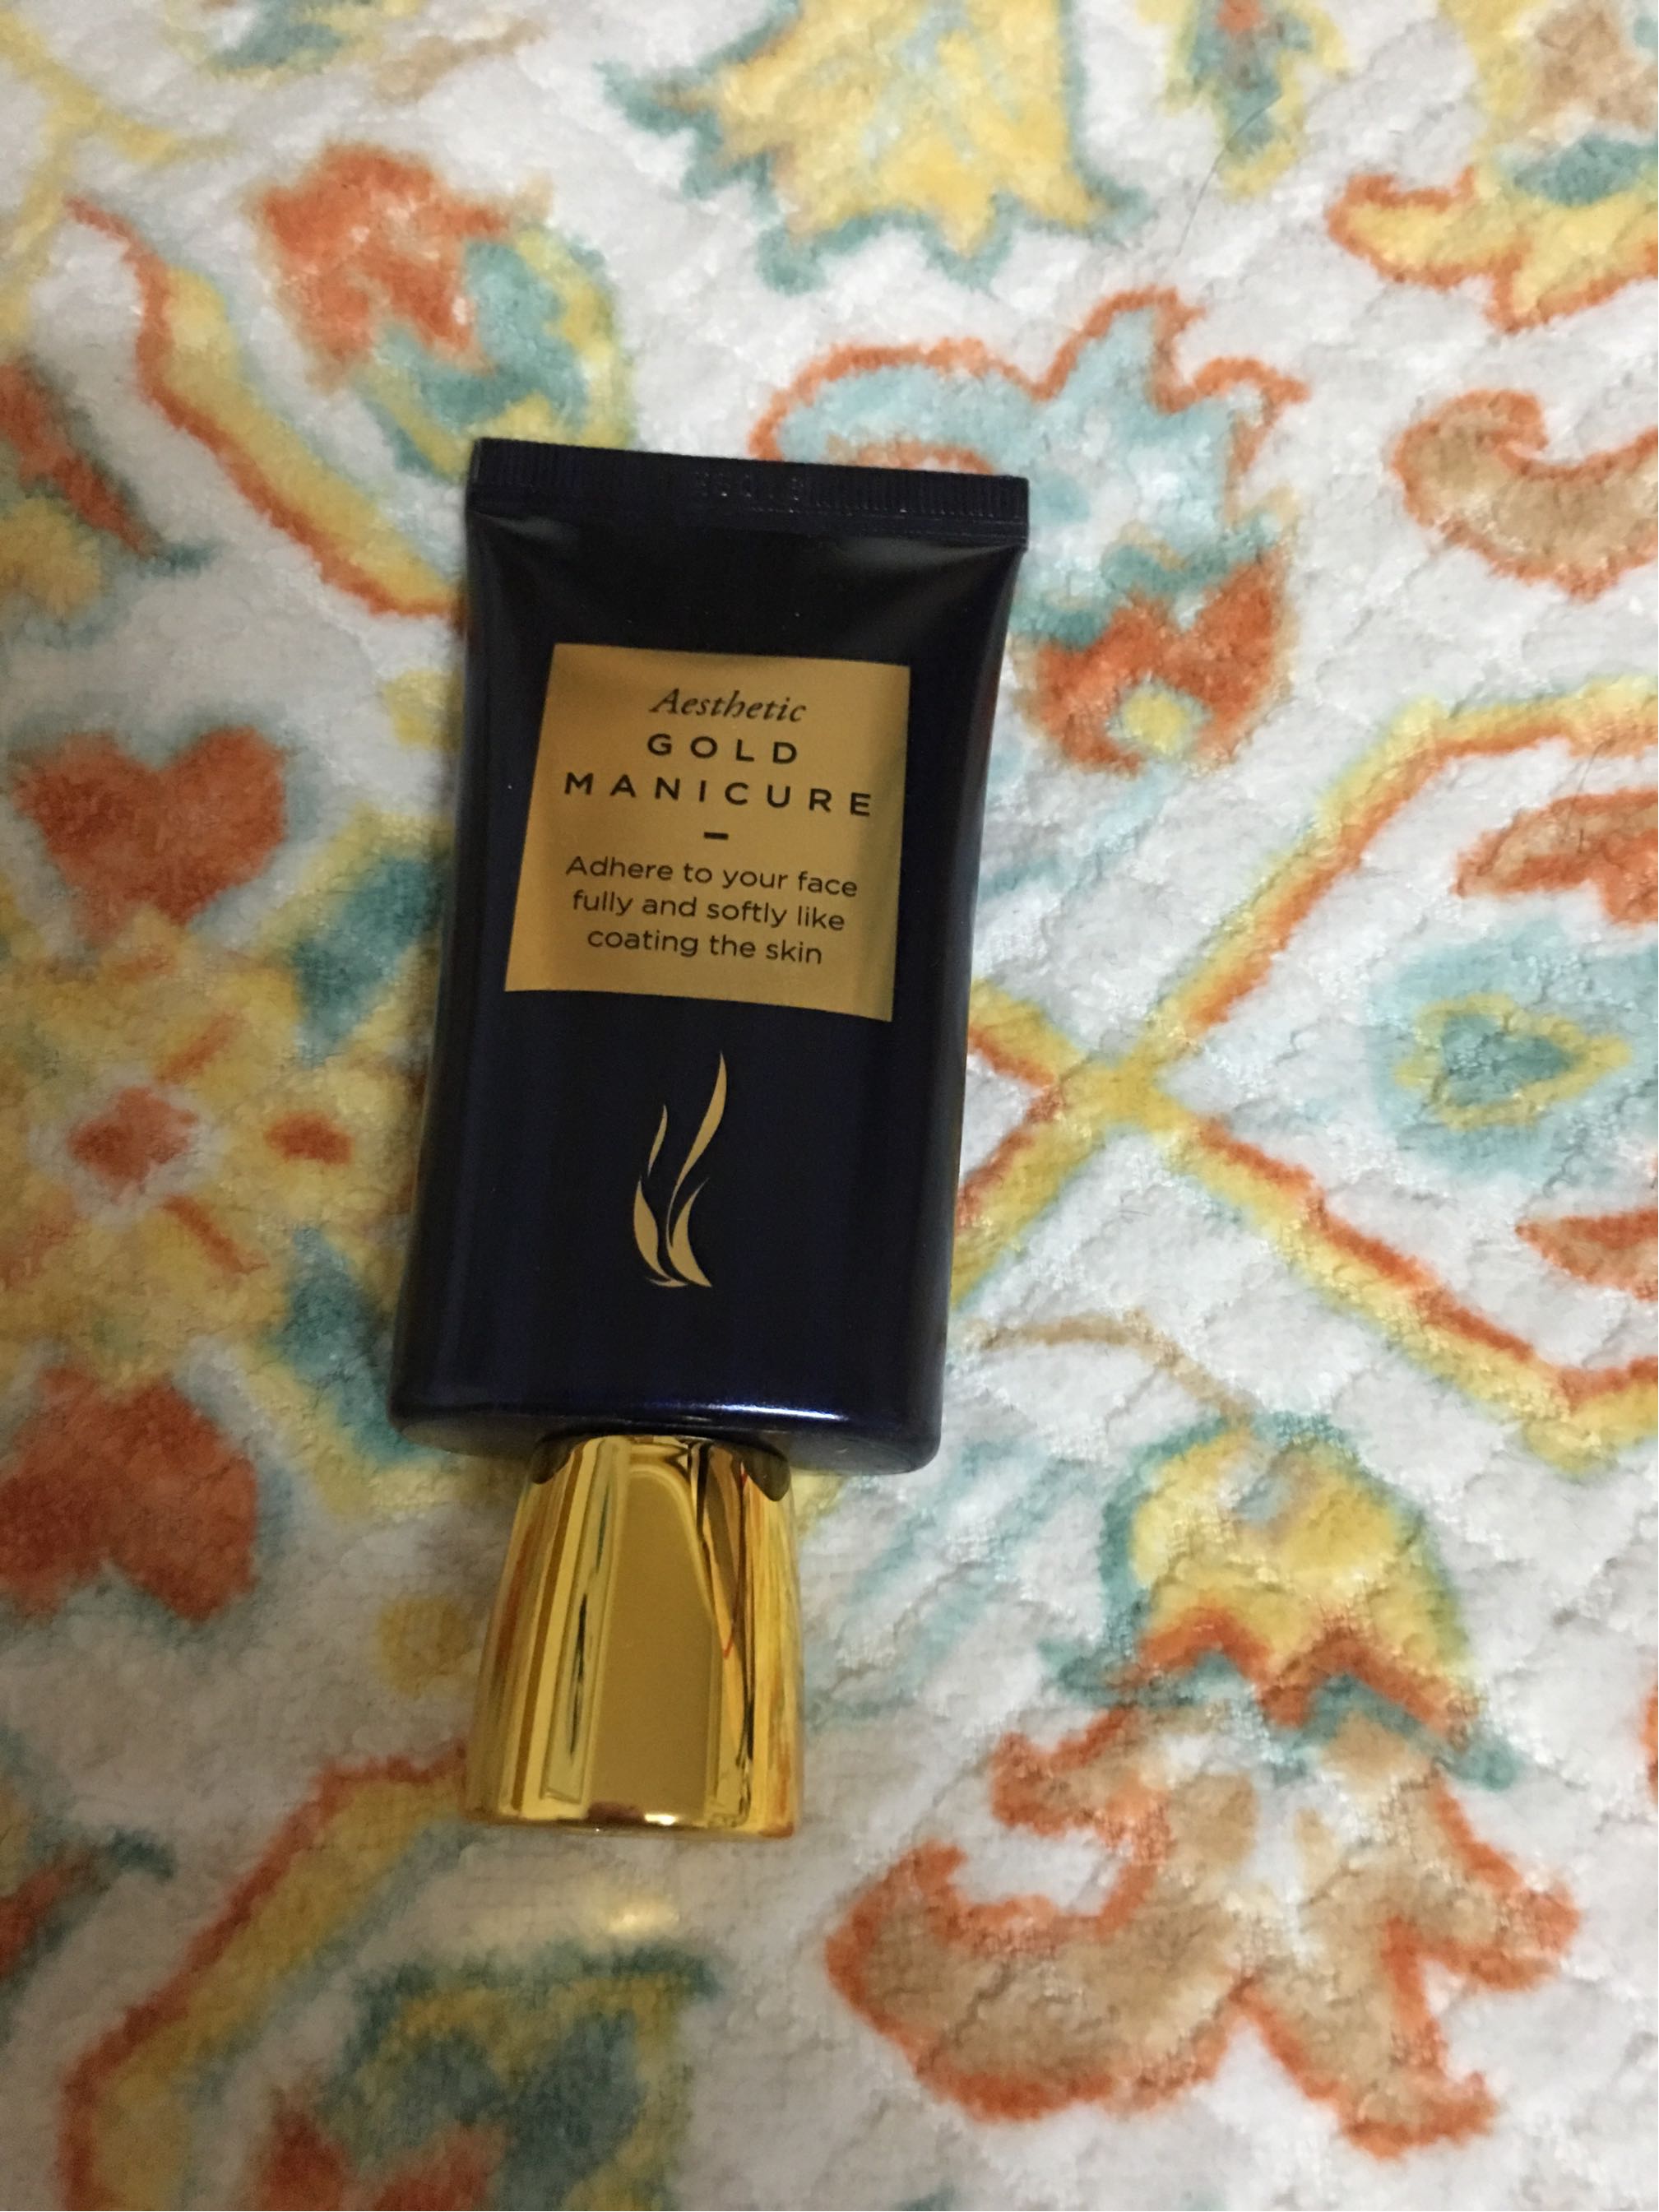 Aesthetic
GOLD
MANICURE
Adhere to your face
fully and softly like
coating the skin